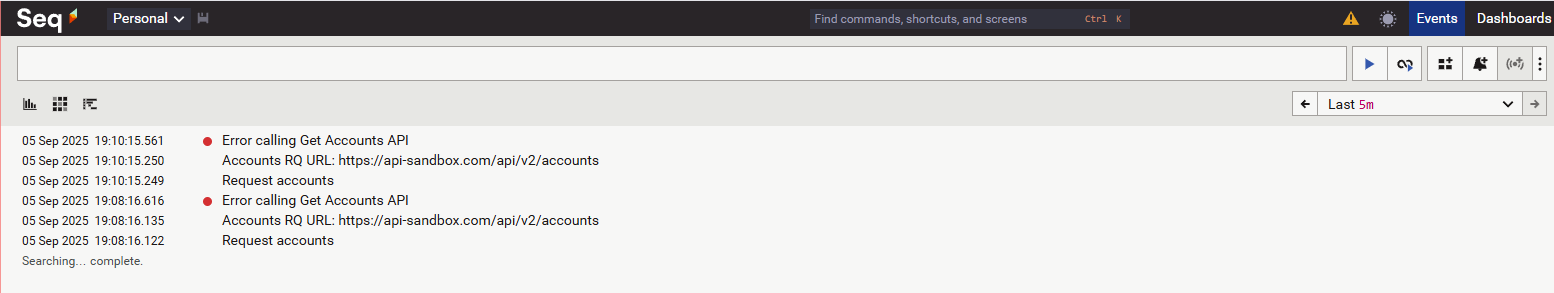 Seq Personal Find commands, shortcuts, and screens Ctrl K Events Dashboards
Last 5m
05 Sep 2025 19:10:15.561 Error calling Get Accounts API
05 Sep 2025 19:10:15.250 Accounts RQ URL: https://api-sandbox.com/api/v2/accounts
05 Sep 2025 19:10:15.249 Request accounts
05 Sep 2025 19:08:16.616 Error calling Get Accounts API
05 Sep 2025 19:08:16.135 Accounts RQ URL: https://api-sandbox.com/api/v2/accounts
05 Sep 2025 19:08:16.122 Request accounts
Searching... complete.